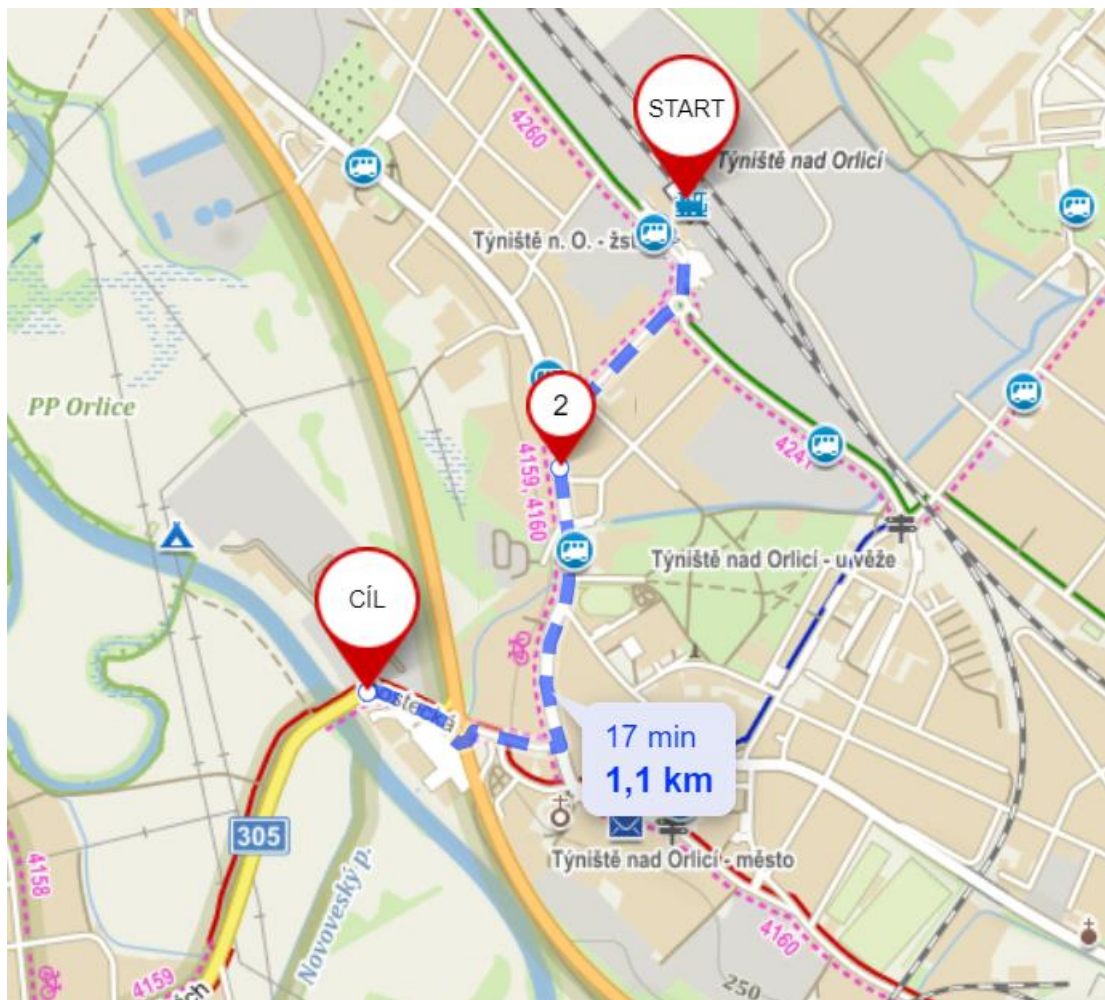 START
Týniště nad Orlicí
4260
Týniště n. O. - žst
PP Orlice
2
4159, 4160
4241
Týniště nad Orlicí - u věže
CÍL
17 min
1,1 km
305
Týniště nad Orlicí - město
4158
Novoveský p.
4160
4159
250